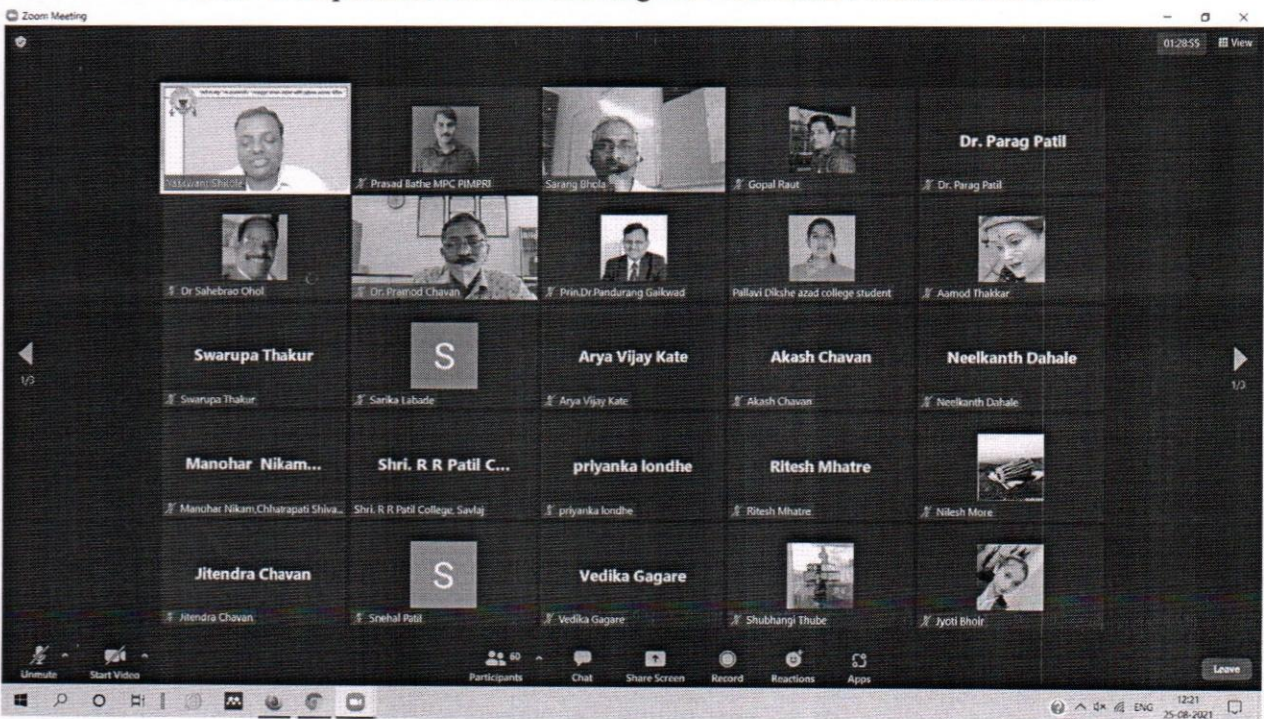 Zoom Meeting
01:28:55 View
Sarang Bhola
Prasad Bathe MPC PIMPRI
Gopal Raut
Dr. Parag Patil
Dr. Parag Patil
Dr Sahebrao Ohol
Dr. Pramod Chavan
Prin.Dr.Pandurang Gaikwad
Pallavi Dikshe azad college student
Aamod Thakkar
Swarupa Thakur
S
Arya Vijay Kate
Akash Chavan
Neelkanth Dahale
1/3
1/3
Swarupa Thakur
Sarika Labade
Arya Vijay Kate
Akash Chavan
Neelkanth Dahale
Manohar Nikam...
Shri. R R Patil C...
priyanka londhe
Ritesh Mhatre
Manohar Nikam,Chhatrapati Shiva...
Shri. R R Patil College, Savlaj
priyanka londhe
Ritesh Mhatre
Nilesh More
Jitendra Chavan
S
Vedika Gagare
Jitendra Chavan
Snehal Patil
Vedika Gagare
Shubhangi Thube
Jyoti Bhoir
Unmute
Start Video
60
Participants
Chat
Share Screen
Record
Reactions
Apps
Leave
ENG
12:21
25-08-2021